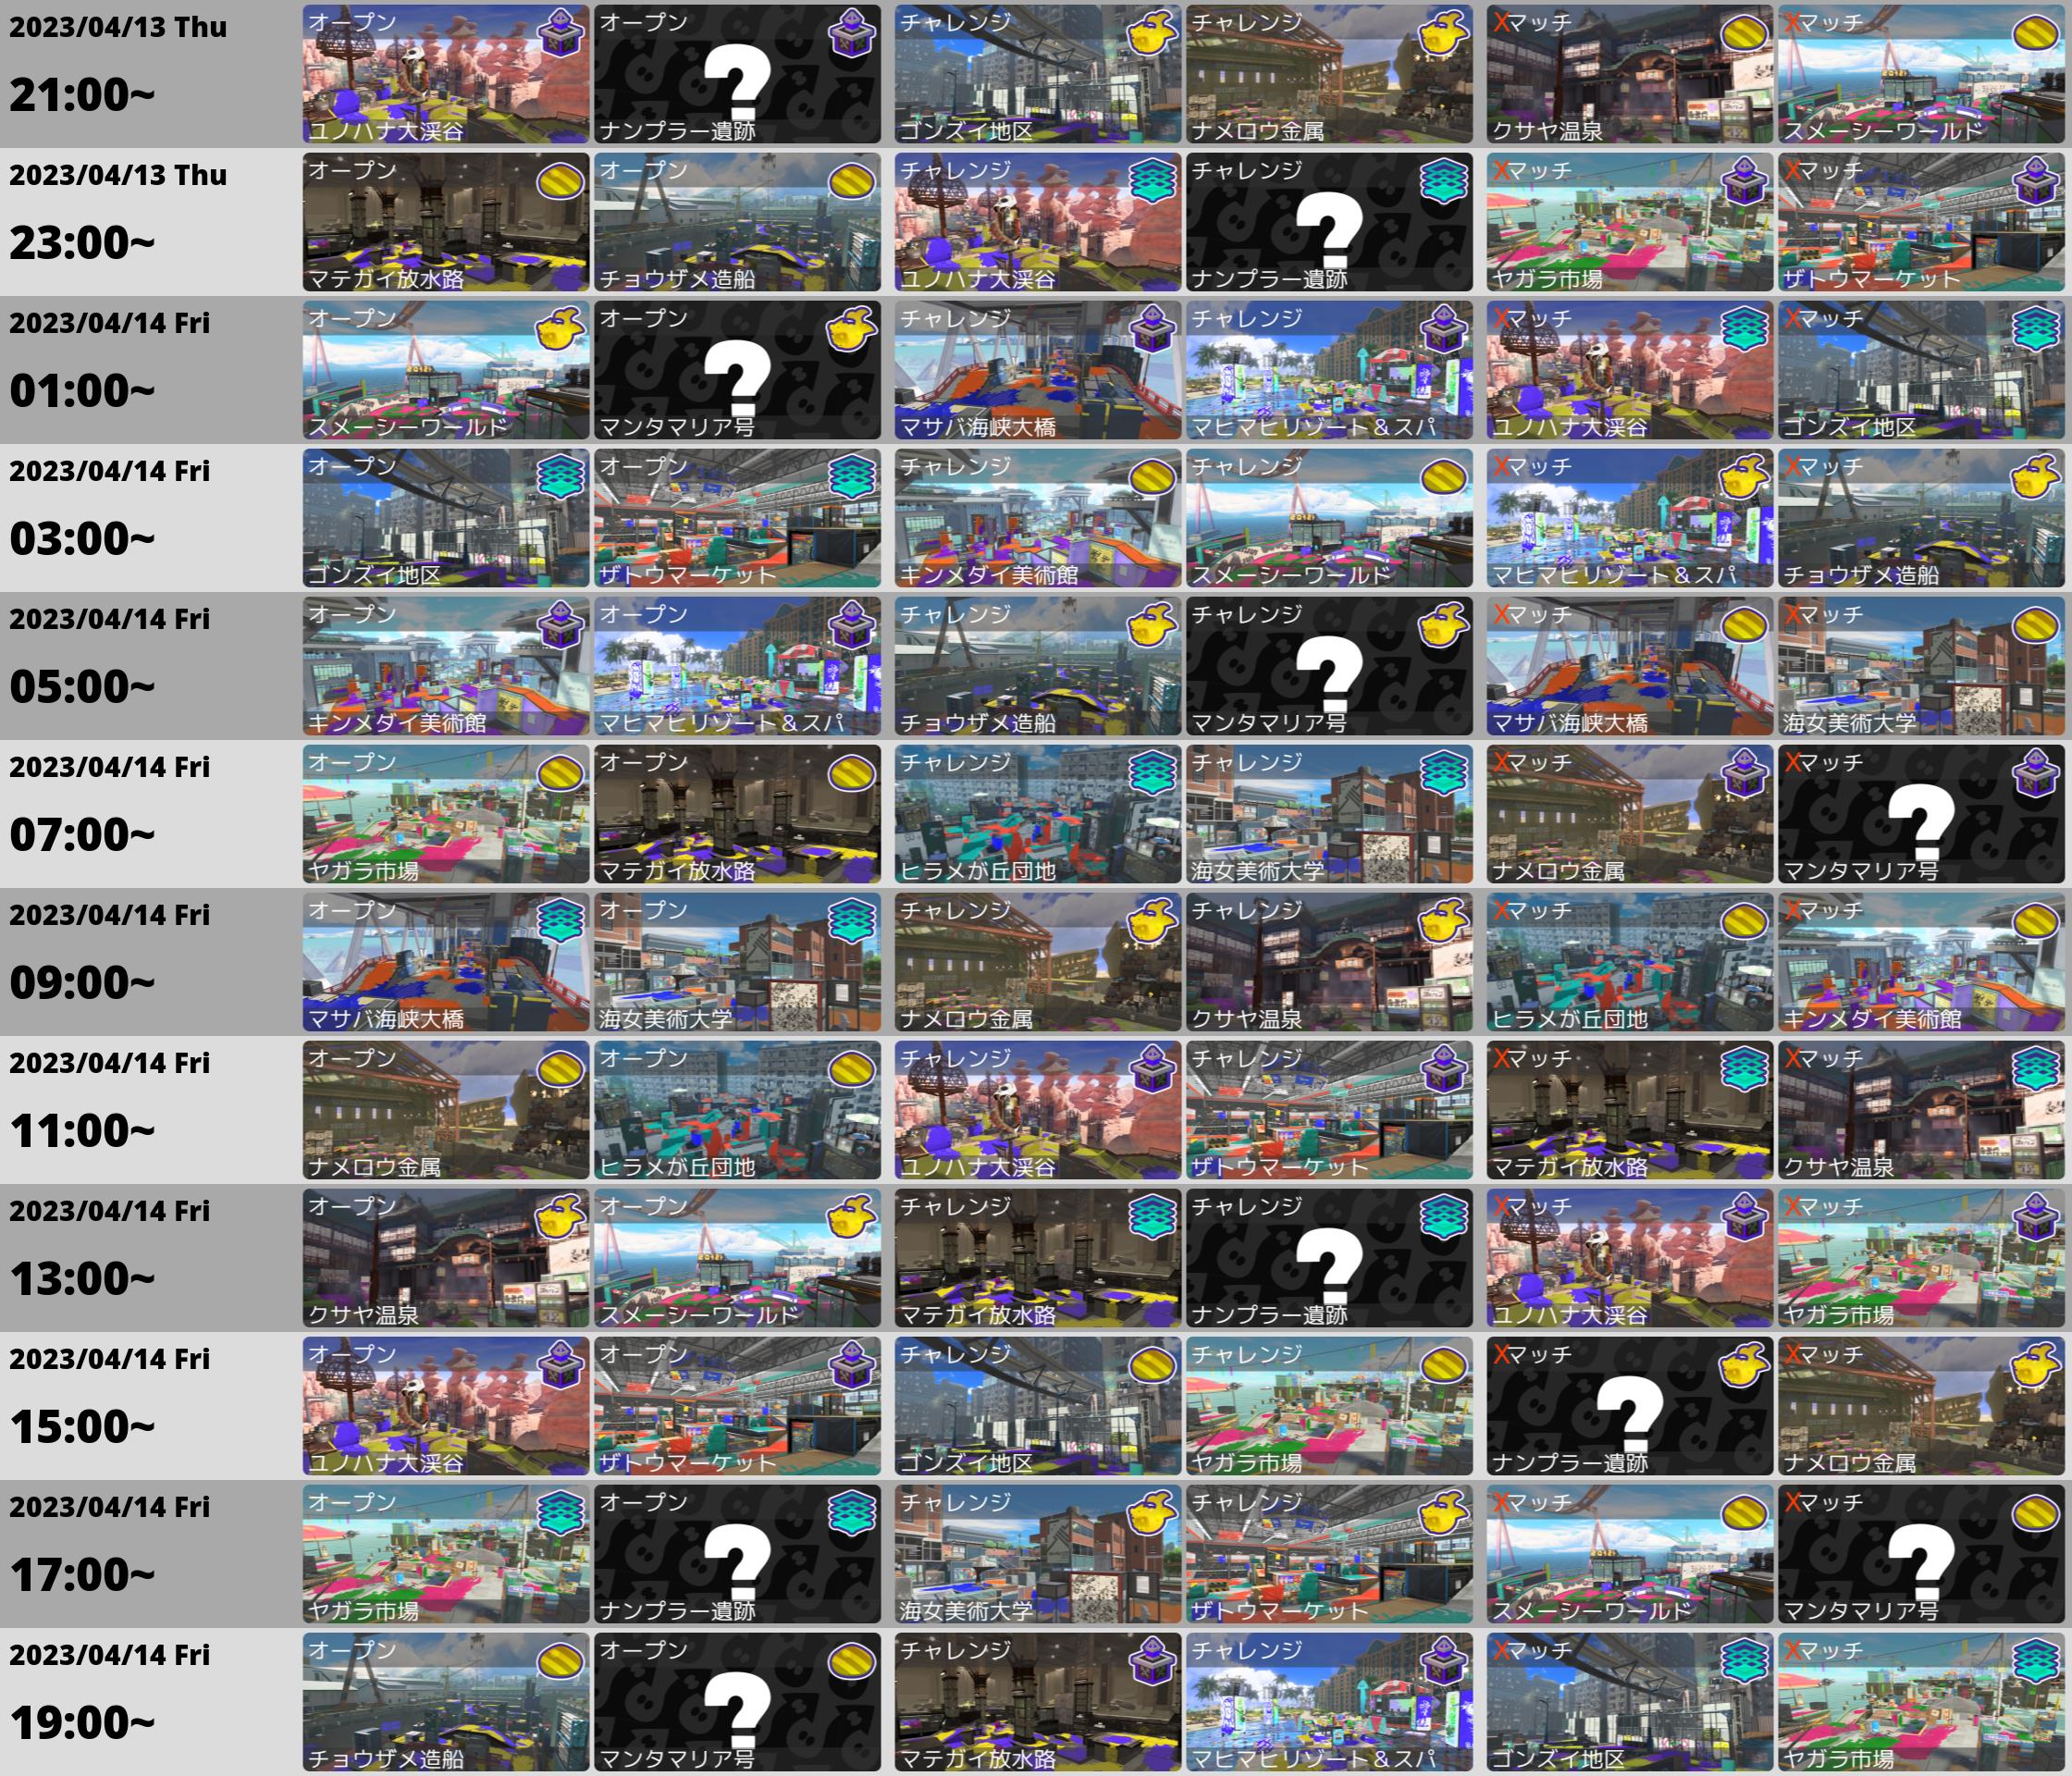 2023/04/13 Thu
21:00~
オープン オープン チャレンジ チャレンジ Xマッチ Xマッチ
ユノハナ大渓谷 ナンプラー遺跡 ゴンズイ地区 ナメロウ金属 クサヤ温泉 スメーシーワールド
2023/04/13 Thu
23:00~
オープン オープン チャレンジ チャレンジ Xマッチ Xマッチ
マテガイ放水路 チョウザメ造船 ユノハナ大渓谷 ナンプラー遺跡 ヤガラ市場 ザトウマーケット
2023/04/14 Fri
01:00~
オープン オープン チャレンジ チャレンジ Xマッチ Xマッチ
スメーシーワールド マンタマリア号 マサバ海峡大橋 マヒマヒリゾート&スパ ユノハナ大渓谷 ゴンズイ地区
2023/04/14 Fri
03:00~
オープン オープン チャレンジ チャレンジ Xマッチ Xマッチ
ゴンズイ地区 ザトウマーケット キンメダイ美術館 スメーシーワールド マヒマヒリゾート&スパ チョウザメ造船
2023/04/14 Fri
05:00~
オープン オープン チャレンジ チャレンジ Xマッチ Xマッチ
キンメダイ美術館 マヒマヒリゾート&スパ チョウザメ造船 マンタマリア号 マサバ海峡大橋 海女美術大学
2023/04/14 Fri
07:00~
オープン オープン チャレンジ チャレンジ Xマッチ Xマッチ
ヤガラ市場 マテガイ放水路 ヒラメが丘団地 海女美術大学 ナメロウ金属 マンタマリア号
2023/04/14 Fri
09:00~
オープン オープン チャレンジ チャレンジ Xマッチ Xマッチ
マサバ海峡大橋 海女美術大学 ナメロウ金属 クサヤ温泉 ヒラメが丘団地 キンメダイ美術館
2023/04/14 Fri
11:00~
オープン オープン チャレンジ チャレンジ Xマッチ Xマッチ
ナメロウ金属 ヒラメが丘団地 ユノハナ大渓谷 ザトウマーケット マテガイ放水路 クサヤ温泉
2023/04/14 Fri
13:00~
オープン オープン チャレンジ チャレンジ Xマッチ Xマッチ
クサヤ温泉 スメーシーワールド マテガイ放水路 ナンプラー遺跡 ユノハナ大渓谷 ヤガラ市場
2023/04/14 Fri
15:00~
オープン オープン チャレンジ チャレンジ Xマッチ Xマッチ
ユノハナ大渓谷 ザトウマーケット ゴンズイ地区 ヤガラ市場 ナンプラー遺跡 ナメロウ金属
2023/04/14 Fri
17:00~
オープン オープン チャレンジ チャレンジ Xマッチ Xマッチ
ヤガラ市場 ナンプラー遺跡 海女美術大学 ザトウマーケット スメーシーワールド マンタマリア号
2023/04/14 Fri
19:00~
オープン オープン チャレンジ チャレンジ Xマッチ Xマッチ
チョウザメ造船 マンタマリア号 マテガイ放水路 マヒマヒリゾート&スパ ゴンズイ地区 ヤガラ市場